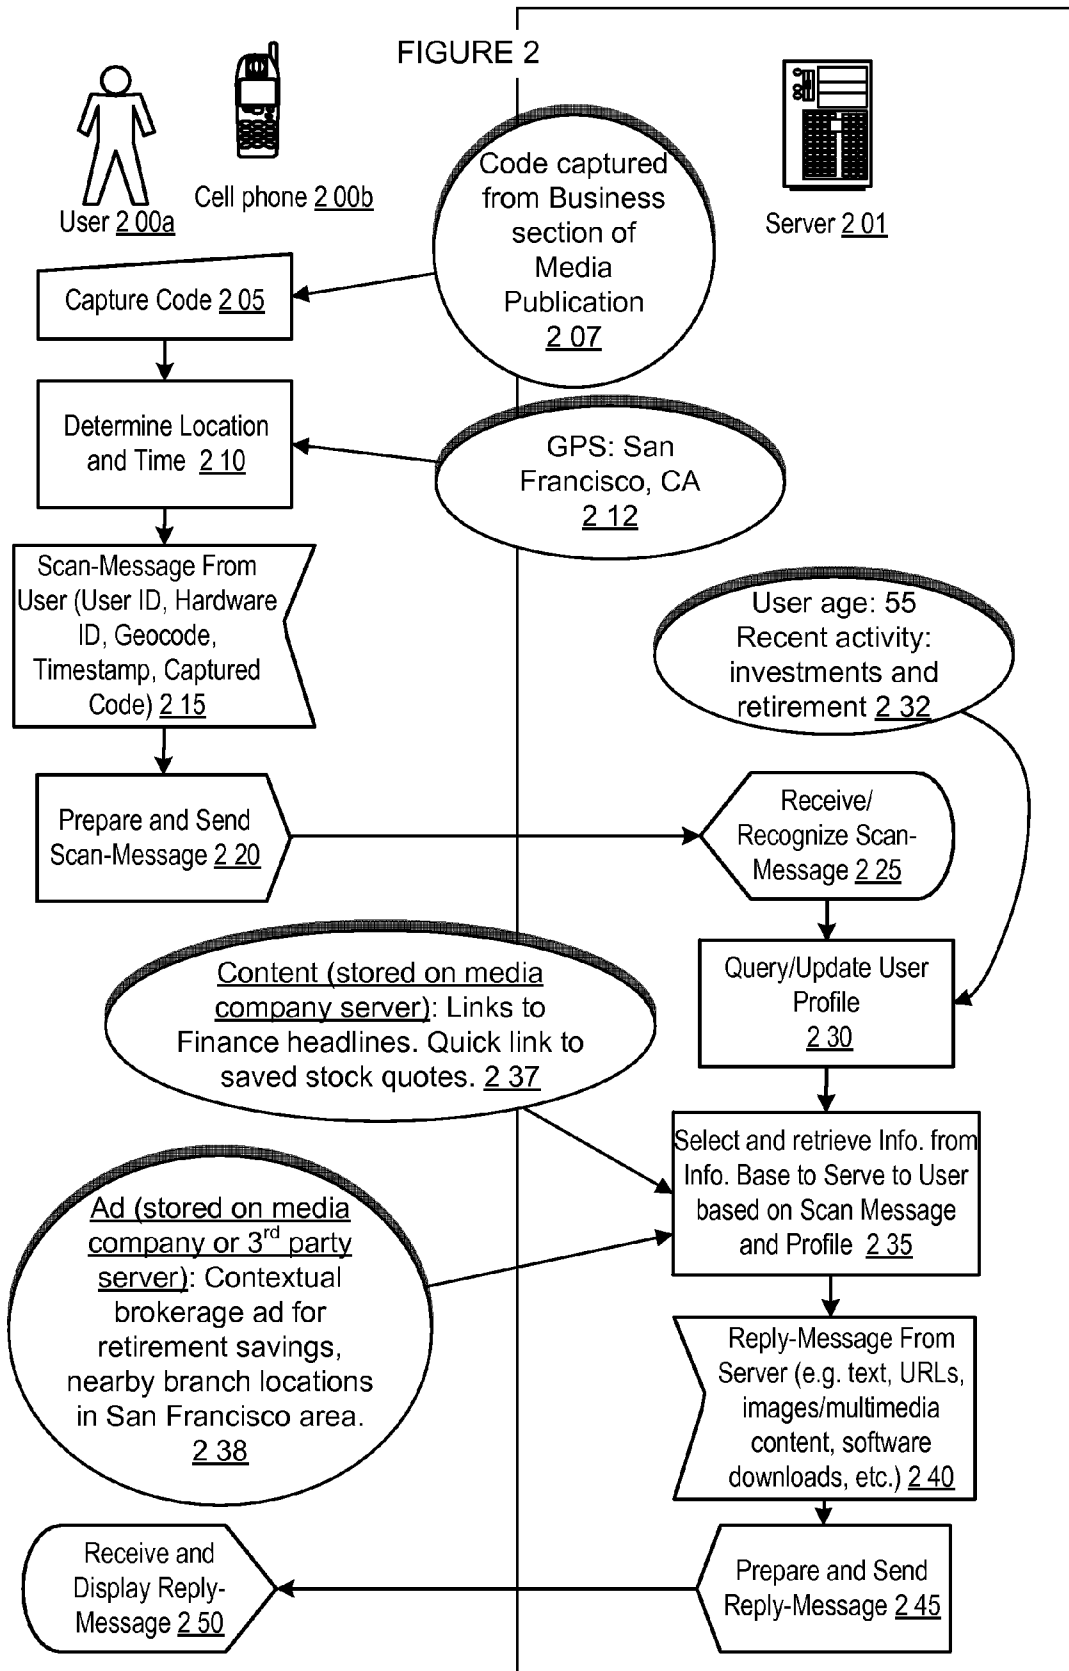 FIGURE 2
User 2 00a
Cell phone 2 00b
Server 2 01
Code captured
from Business
section of
Media
Publication
2 07
Capture Code 2 05
Determine Location
and Time 2 10
GPS: San
Francisco, CA
2 12
Scan-Message From
User (User ID, Hardware
ID, Geocode,
Timestamp, Captured
Code) 2 15
User age: 55
Recent activity:
investments and
retirement 2 32
Prepare and Send
Scan-Message 2 20
Receive/
Recognize Scan-
Message 2 25
Query/Update User
Profile
2 30
Content (stored on media
company server): Links to
Finance headlines. Quick link to
saved stock quotes. 2 37
Select and retrieve Info. from
Info. Base to Serve to User
based on Scan Message
and Profile 2 35
Ad (stored on media
company or 3rd party
server): Contextual
brokerage ad for
retirement savings,
nearby branch locations
in San Francisco area.
2 38
Reply-Message From
Server (e.g. text, URLs,
images/multimedia
content, software
downloads, etc.) 2 40
Prepare and Send
Reply-Message 2 45
Receive and
Display Reply-
Message 2 50